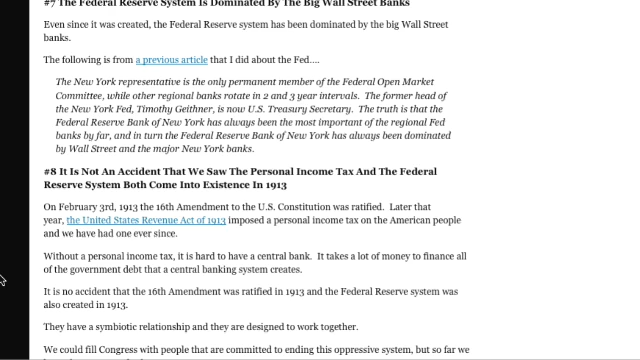 #7 The Federal Reserve System Is Dominated By The Big Wall Street Banks
Even since it was created, the Federal Reserve system has been dominated by the big Wall Street
banks.
The following is from a previous article that I did about the Fed....
The New York representative is the only permanent member of the Federal Open Market
Committee, while other regional banks rotate in 2 and 3 year intervals.  The former head of
the New York Fed, Timothy Geithner, is now U.S. Treasury Secretary.  The truth is that the
Federal Reserve Bank of New York has always been the most important of the regional Fed
banks by far, and in turn the Federal Reserve Bank of New York has always been dominated
by Wall Street and the major New York banks.
#8 It Is Not An Accident That We Saw The Personal Income Tax And The Federal
Reserve System Both Come Into Existence In 1913
On February 3rd, 1913 the 16th Amendment to the U.S. Constitution was ratified.  Later that
year, the United States Revenue Act of 1913 imposed a personal income tax on the American people
and we have had one ever since.
Without a personal income tax, it is hard to have a central bank.  It takes a lot of money to finance all
of the government debt that a central banking system creates.
It is no accident that the 16th Amendment was ratified in 1913 and the Federal Reserve system was
also created in 1913.
They have a symbiotic relationship and they are designed to work together.
We could fill Congress with people that are committed to ending this oppressive system, but so far we